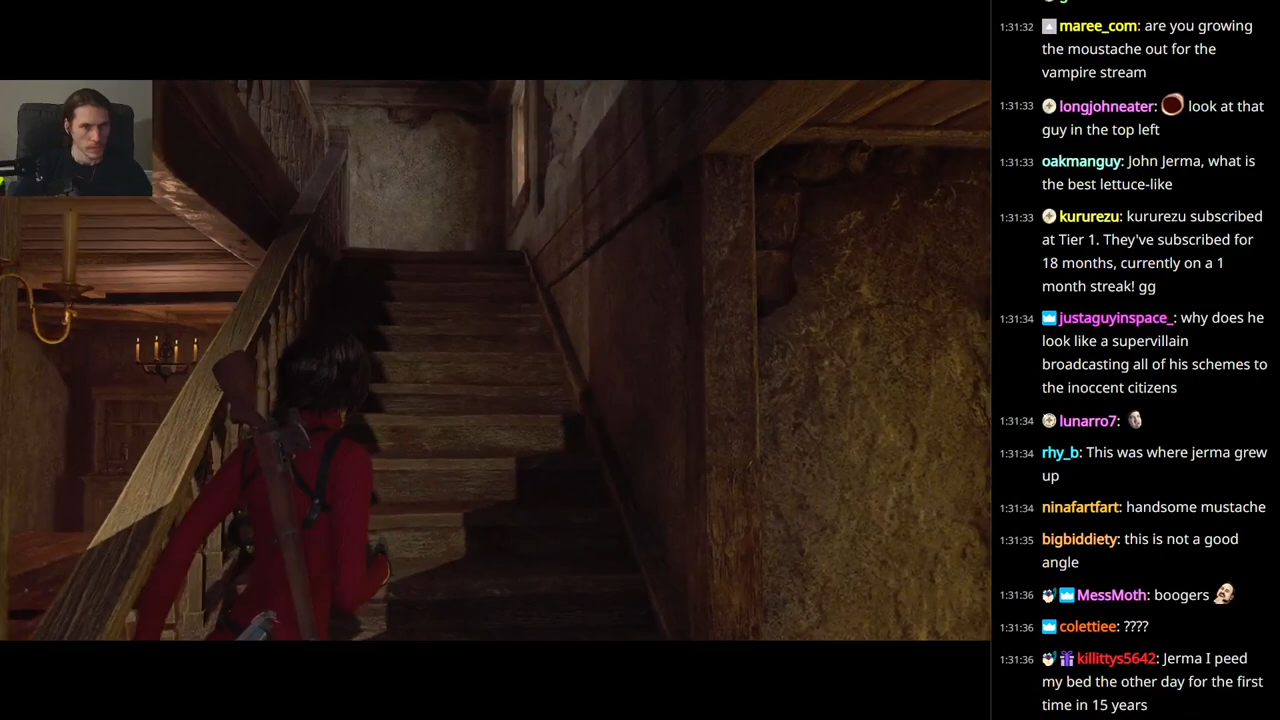 1:31:32 maree_com: are you growing
the moustache out for the
vampire stream
1:31:33 longjohneater: look at that
guy in the top left
1:31:33 oakmanguy: John Jerma, what is
the best lettuce-like
1:31:33 kururezu: kururezu subscribed
at Tier 1. They've subscribed for
18 months, currently on a 1
month streak! gg
1:31:34 justaguyinspace_: why does he
look like a supervillain
broadcasting all of his schemes to
the inoccent citizens
1:31:34 lunarro7:
1:31:34 rhy_b: This was where jerma grew
up
1:31:34 ninafartfart: handsome mustache
1:31:35 bigbiddiety: this is not a good
angle
1:31:36 MessMoth: boogers
1:31:36 colettiee: ????
1:31:36 killittys5642: Jerma I peed
my bed the other day for the first
time in 15 years